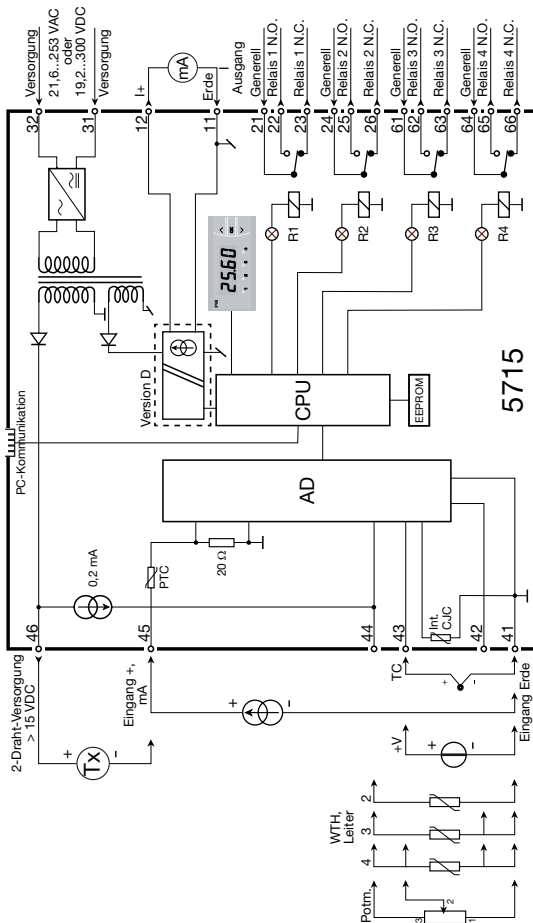 Versorgung
21,6...253 VAC
oder
19,2...300 VDC
Versorgung
32
31
I+
12
mA
Erde
11
I
Ausgang
Generell
Relais 1 N.O.
Relais 1 N.C.
21
22
23
Generell
Relais 2 N.O.
Relais 2 N.C.
24
25
26
Generell
Relais 3 N.O.
Relais 3 N.C.
61
62
63
Generell
Relais 4 N.O.
Relais 4 N.C.
64
65
66
R1
R2
R3
R4
25.60
OK
1 2 3 4
Version D
PC-Kommunikation
CPU
EEPROM
5715
AD
PTC
20 Ω
0,2 mA
Int.
CJC
46
45
44
43
42
41
2-Draht-Versorgung
> 15 VDC
+
Tx
-
Eingang +,
mA
+
-
TC
+
-
Eingang Erde
+V
+
-
WTH,
Leiter
2
3
4
Potm.
3
2
1